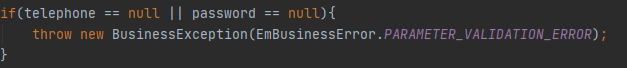 if(telephone == null || password == null){
    throw new BusinessException(EmBusinessError.PARAMETER_VALIDATION_ERROR);
}